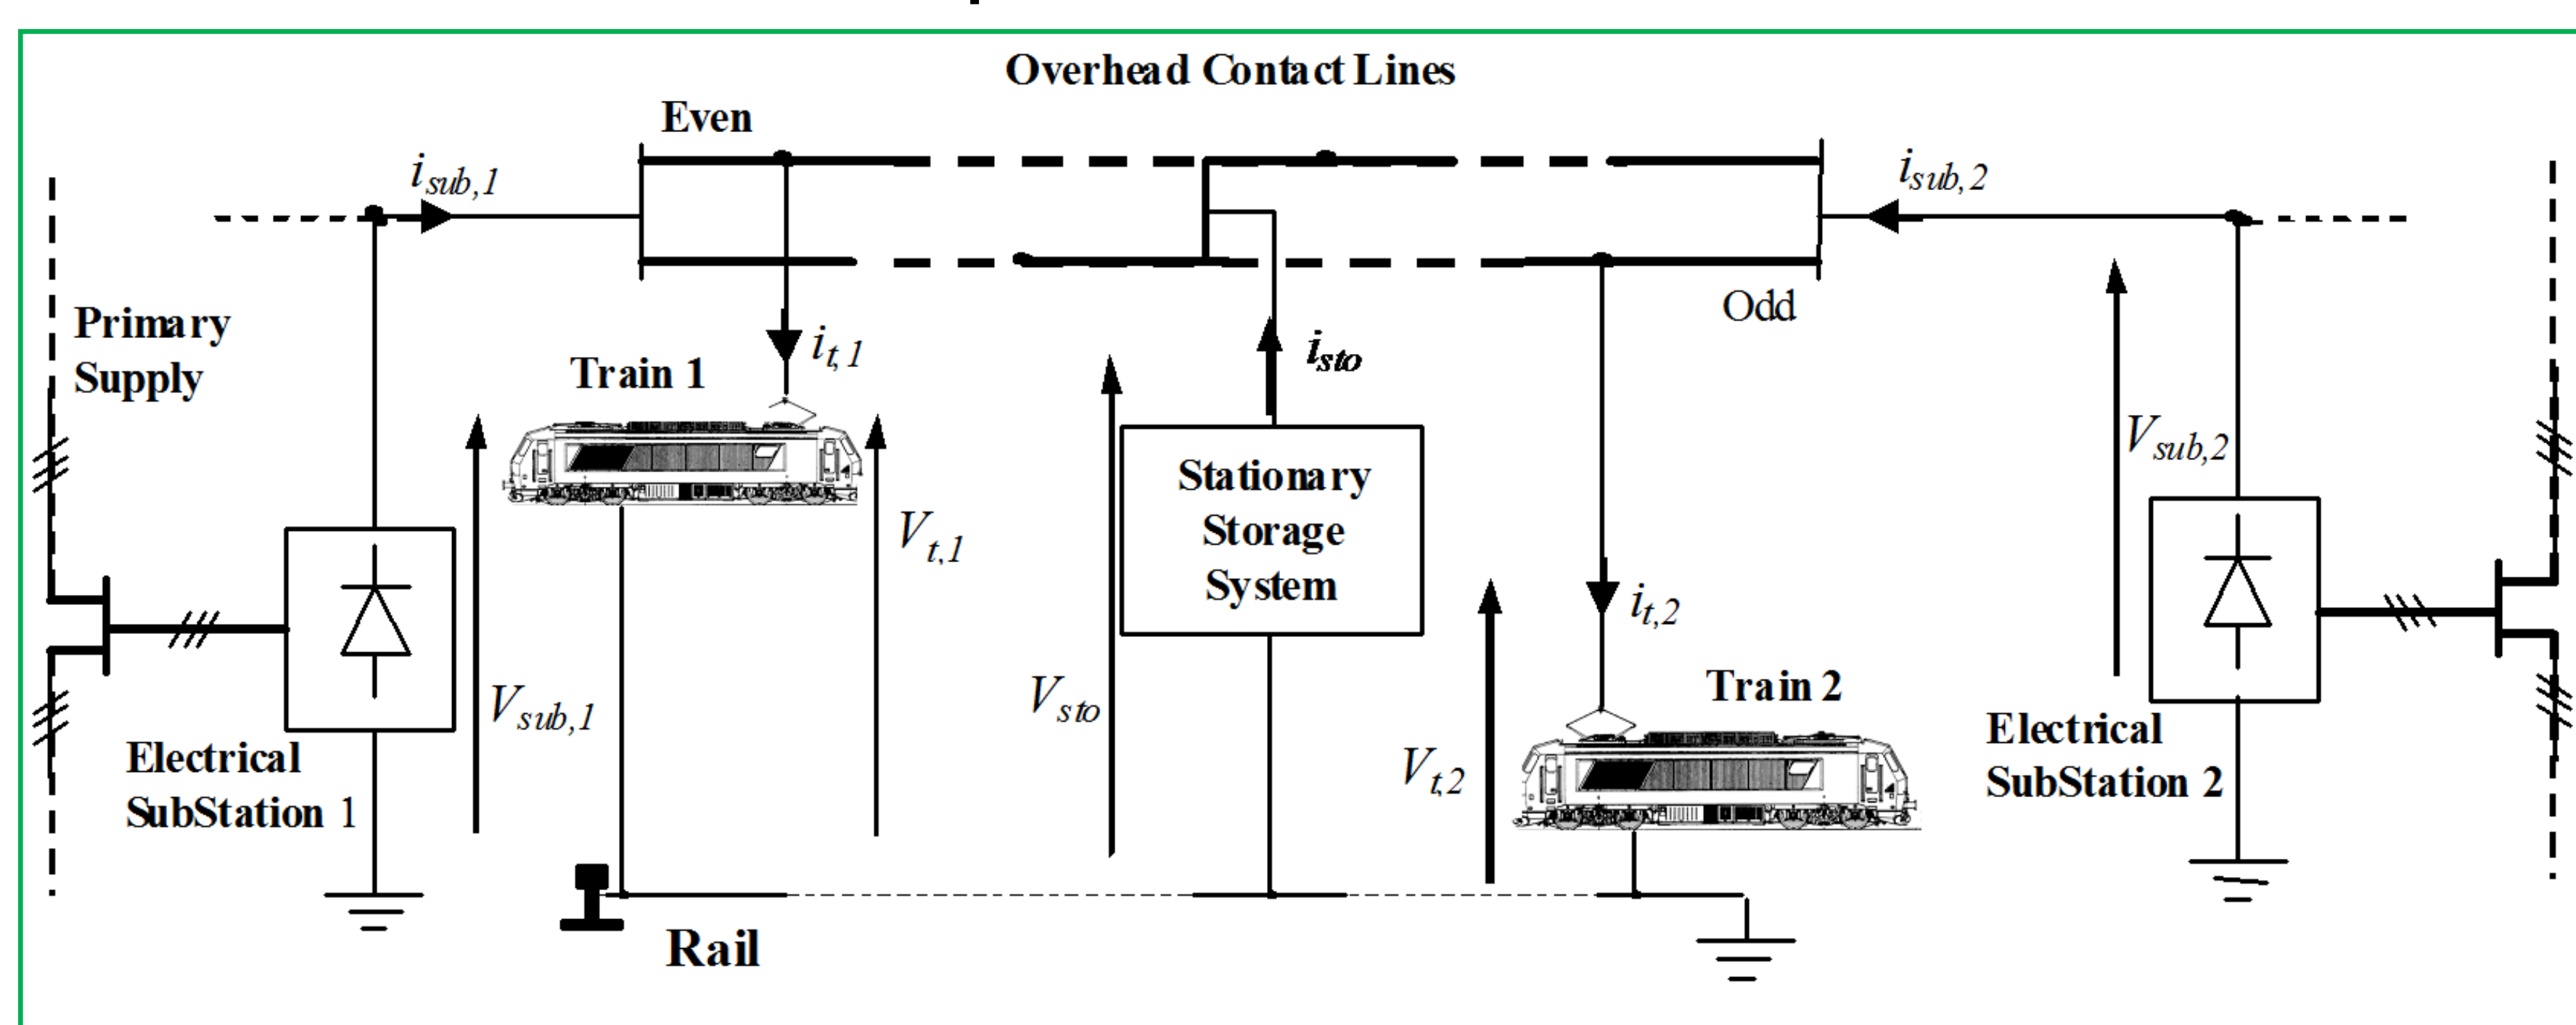 Overhead Contact Lines
Even
i_sub,1
i_sub,2
Odd
Primary
Supply
Train 1
i_t,1
i_sto
V_sub,2
Stationary
Storage
System
V_t,1
i_t,2
V_sub,1
V_sto
Train 2
V_t,2
Electrical
SubStation 1
Electrical
SubStation 2
Rail